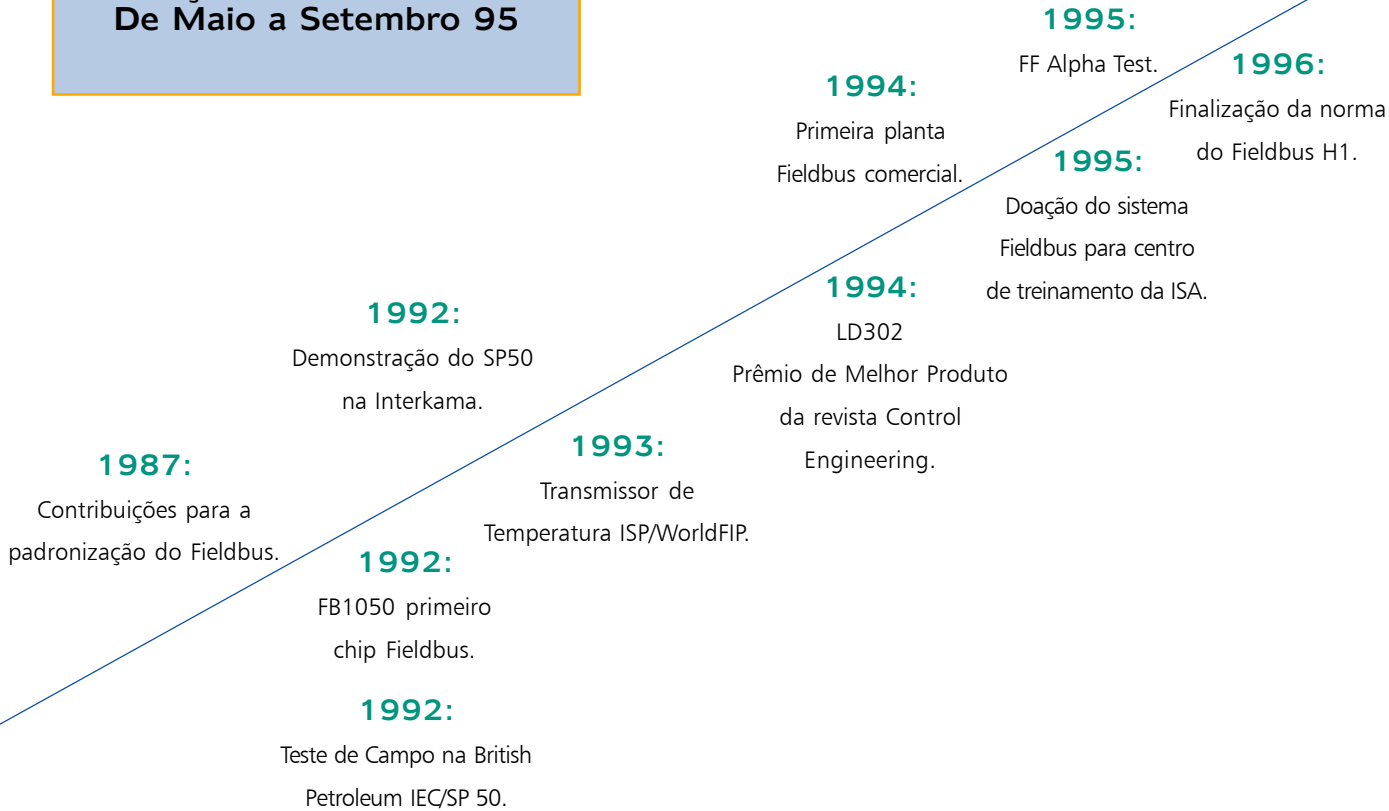 De Maio a Setembro 95
1987:
Contribuições para a
padronização do Fieldbus.
1992:
Demonstração do SP50
na Interkama.
1992:
FB1050 primeiro
chip Fieldbus.
1992:
Teste de Campo na British
Petroleum IEC/SP 50.
1993:
Transmissor de
Temperatura ISP/WorldFIP.
1994:
Primeira planta
Fieldbus comercial.
1994:
LD302
Prêmio de Melhor Produto
da revista Control
Engineering.
1995:
FF Alpha Test.
1995:
Doação do sistema
Fieldbus para centro
de treinamento da ISA.
1996:
Finalização da norma
do Fieldbus H1.